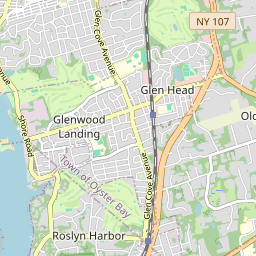 NY 107
Glen Cove Avenue
Glen Head
Glenwood
Landing
Old
Shore Road
Town of Oyster Bay
Glen Cove Avenue
Roslyn Harbor